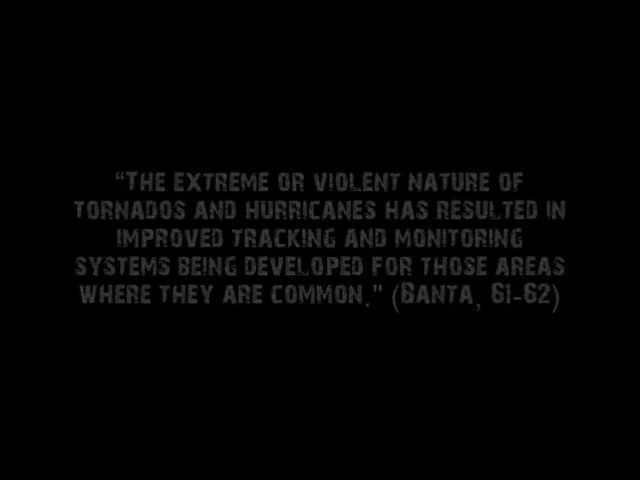 “The extreme or violent nature of
tornados and hurricanes has resulted in
improved tracking and monitoring
systems being developed for those areas
where they are common.” (Banta, 61-62)